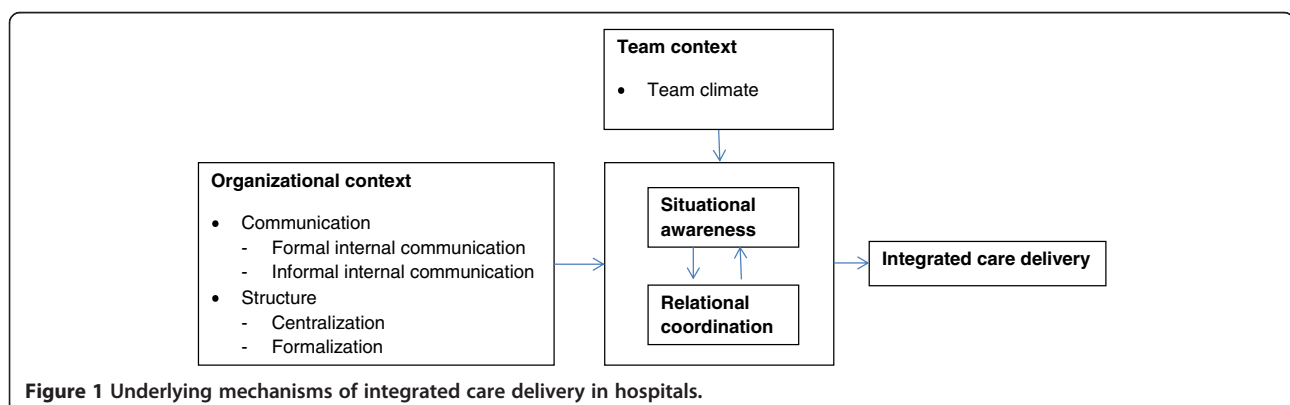 Team context
• Team climate
Organizational context
• Communication
- Formal internal communication
- Informal internal communication
• Structure
- Centralization
- Formalization
Situational
awareness
Relational
coordination
Integrated care delivery
Figure 1 Underlying mechanisms of integrated care delivery in hospitals.